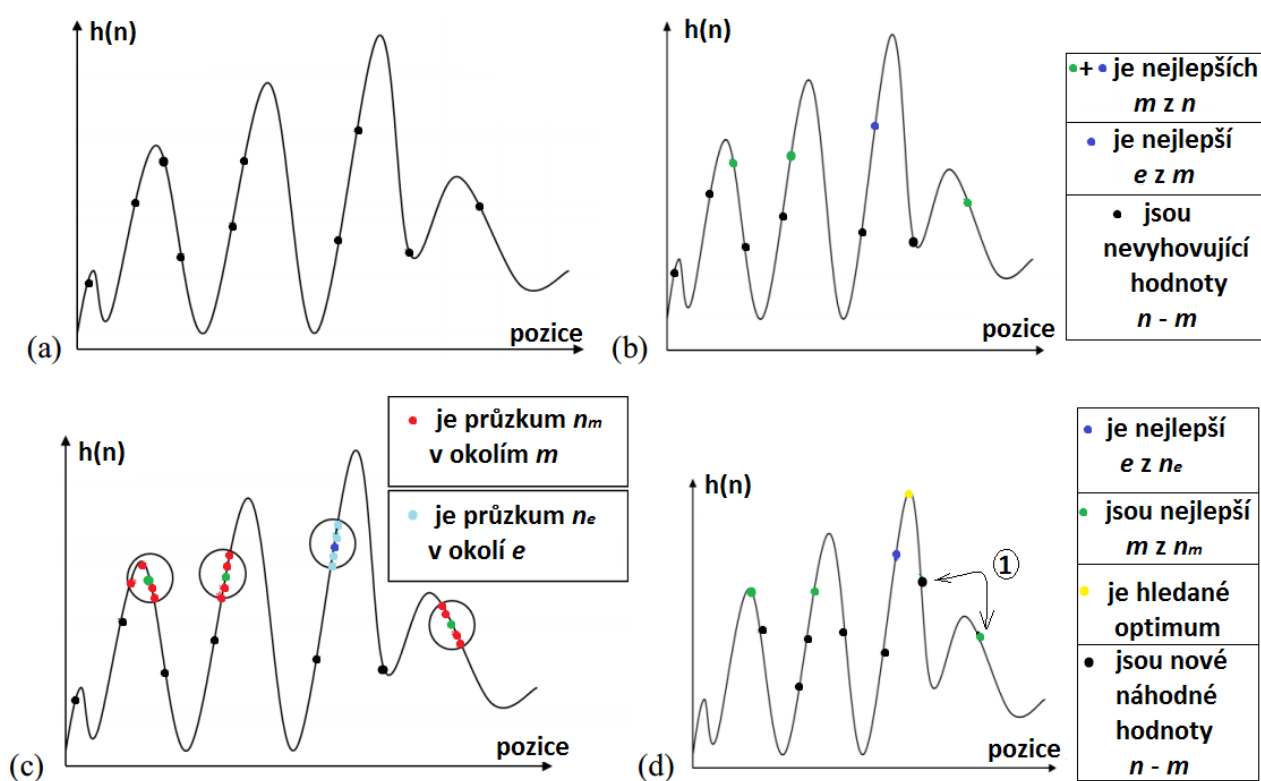 h(n)
pozice
(a)
h(n)
pozice
(b)
+ je nejlepších
m z n
je nejlepší
e z m
jsou
nevyhovující
hodnoty
n - m
je průzkum nm
v okolím m
je průzkum ne
v okolí e
h(n)
pozice
(c)
h(n)
1
pozice
(d)
je nejlepší
e z ne
jsou nejlepší
m z nm
je hledané
optimum
jsou nové
náhodné
hodnoty
n - m